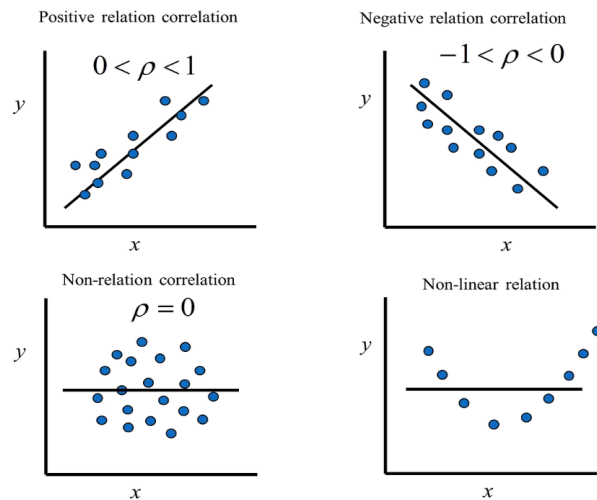 Positive relation correlation
0 < ρ < 1
y
x
Negative relation correlation
−1 < ρ < 0
y
x
Non-relation correlation
ρ = 0
y
x
Non-linear relation
y
x